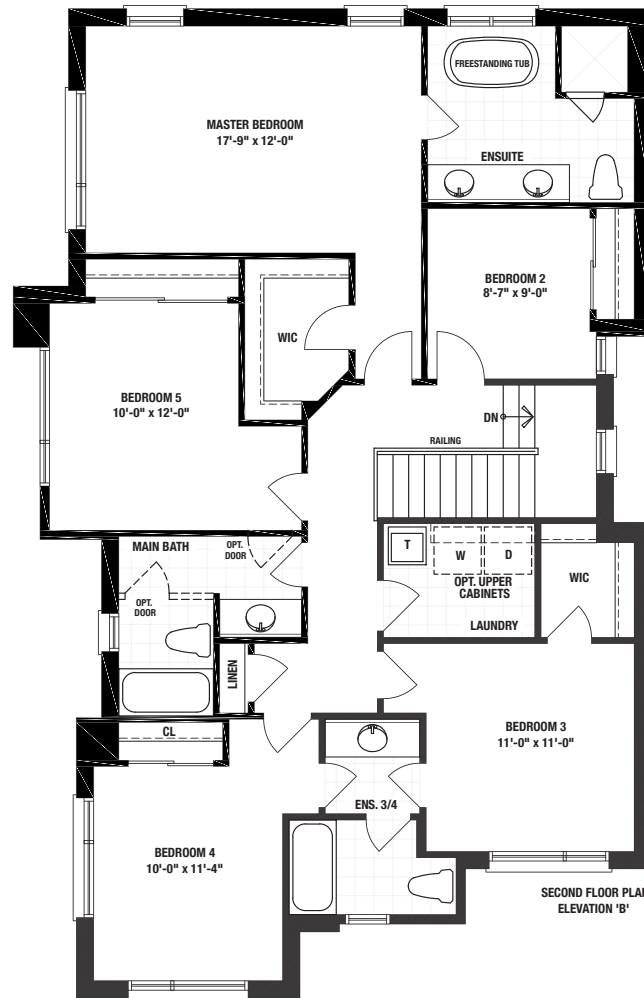 FREESTANDING TUB
MASTER BEDROOM
17'-9" x 12'-0"
ENSUITE
BEDROOM 2
8'-7" x 9'-0"
WIC
BEDROOM 5
10'-0" x 12'-0"
DN
RAILING
MAIN BATH
OPT.
DOOR
OPT.
DOOR
T
W
D
OPT. UPPER
CABINETS
LAUNDRY
WIC
LINEN
CL
BEDROOM 3
11'-0" x 11'-0"
ENS. 3/4
BEDROOM 4
10'-0" x 11'-4"
SECOND FLOOR PLAN
ELEVATION 'B'